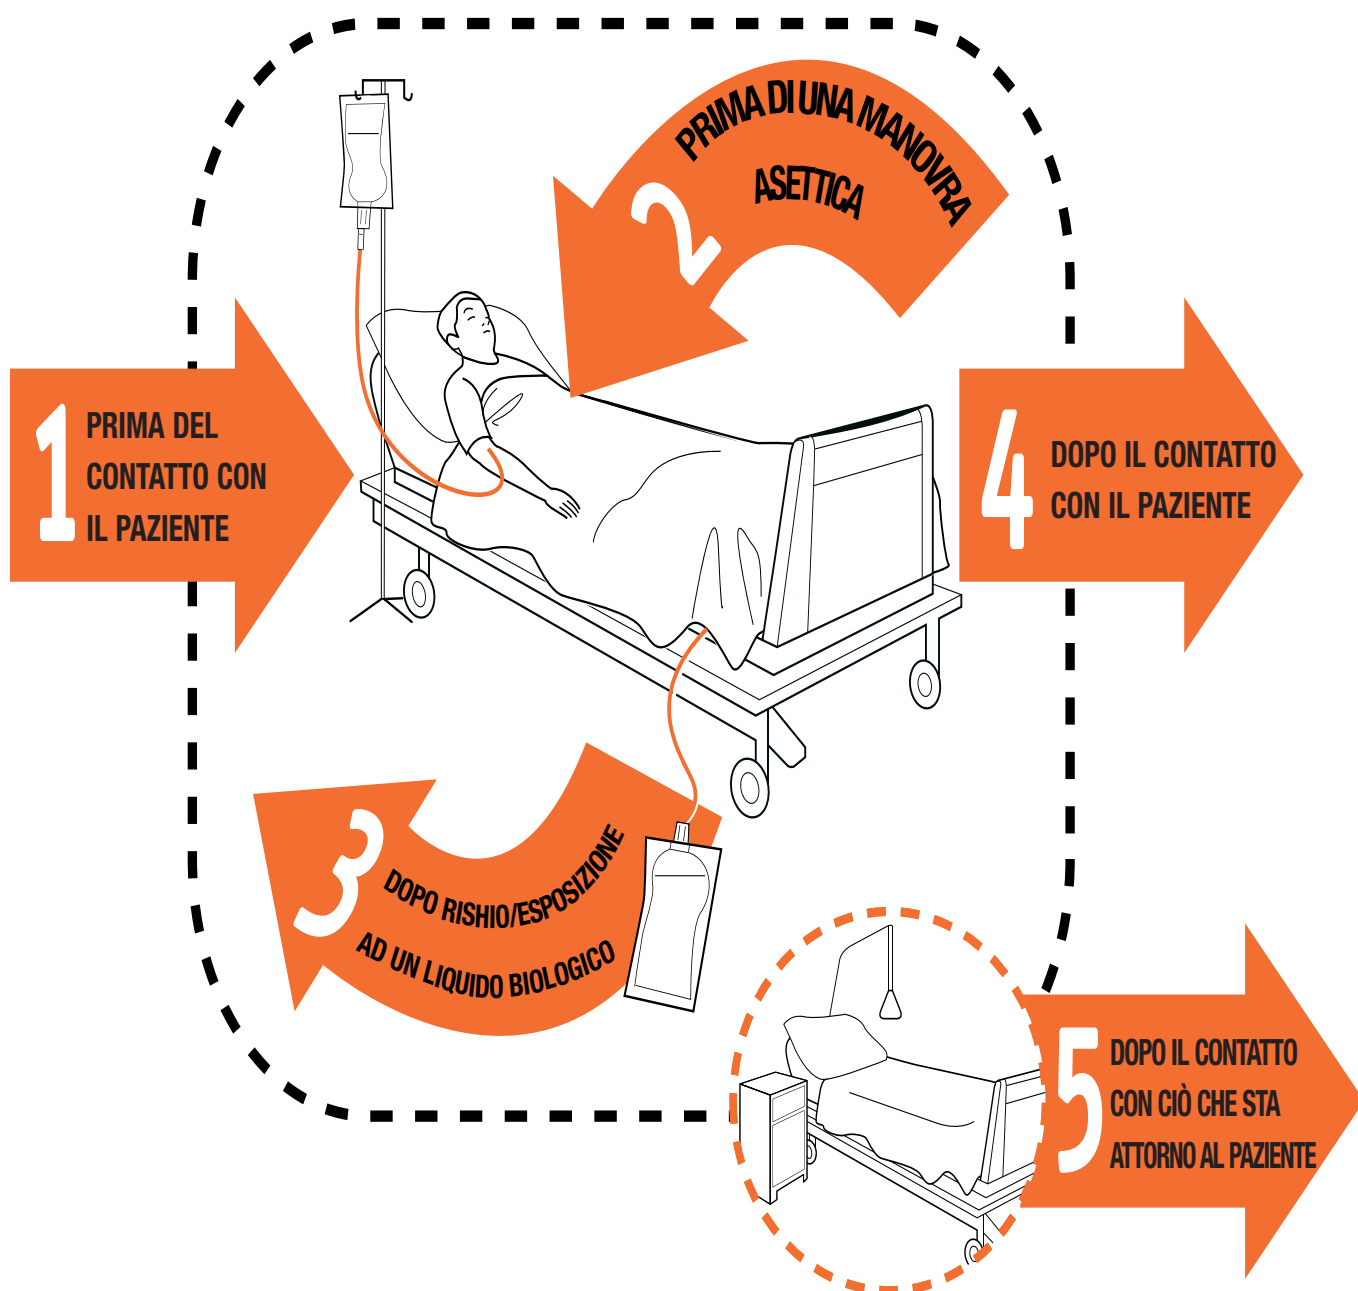 1
PRIMA DEL
CONTATTO CON
IL PAZIENTE
2
PRIMA DI UNA MANOVRA
ASETTICA
3
DOPO RISHIO/ESPOSIZIONE
AD UN LIQUIDO BIOLOGICO
4
DOPO IL CONTATTO
CON IL PAZIENTE
5
DOPO IL CONTATTO
CON CIÒ CHE STA
ATTORNO AL PAZIENTE